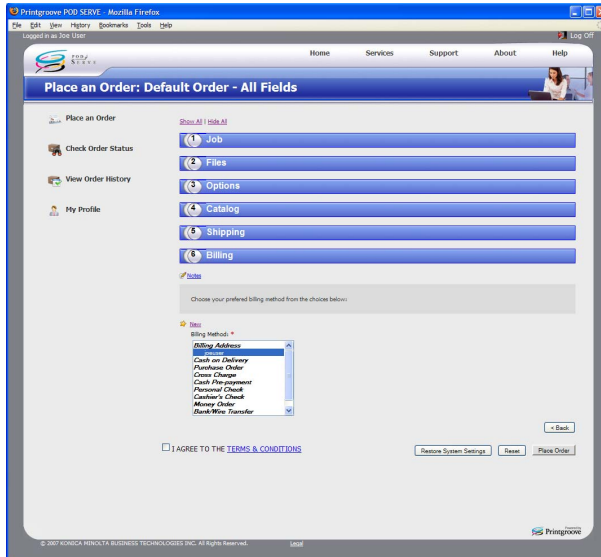 Printgroove POD SERVE - Mozilla Firefox
File Edit View History Bookmarks Tools Help
Logged in as Joe User Log Off
POD
SERVE
Home Services Support About Help
Place an Order: Default Order - All Fields
Place an Order
Check Order Status
View Order History
My Profile
Show All | Hide All
1 Job
2 Files
3 Options
4 Catalog
5 Shipping
6 Billing
Notes
Choose your prefered billing method from the choices below:
New
Billing Method: *
Billing Address
joeuser
Cash on Delivery
Purchase Order
Cross Charge
Cash Pre-payment
Personal Check
Cashier's Check
Money Order
Bank/Wire Transfer
< Back
I AGREE TO THE TERMS & CONDITIONS
Restore System Settings Reset Place Order
Powered by
Printgroove
© 2007 KONICA MINOLTA BUSINESS TECHNOLOGIES INC. All Rights Reserved. Legal